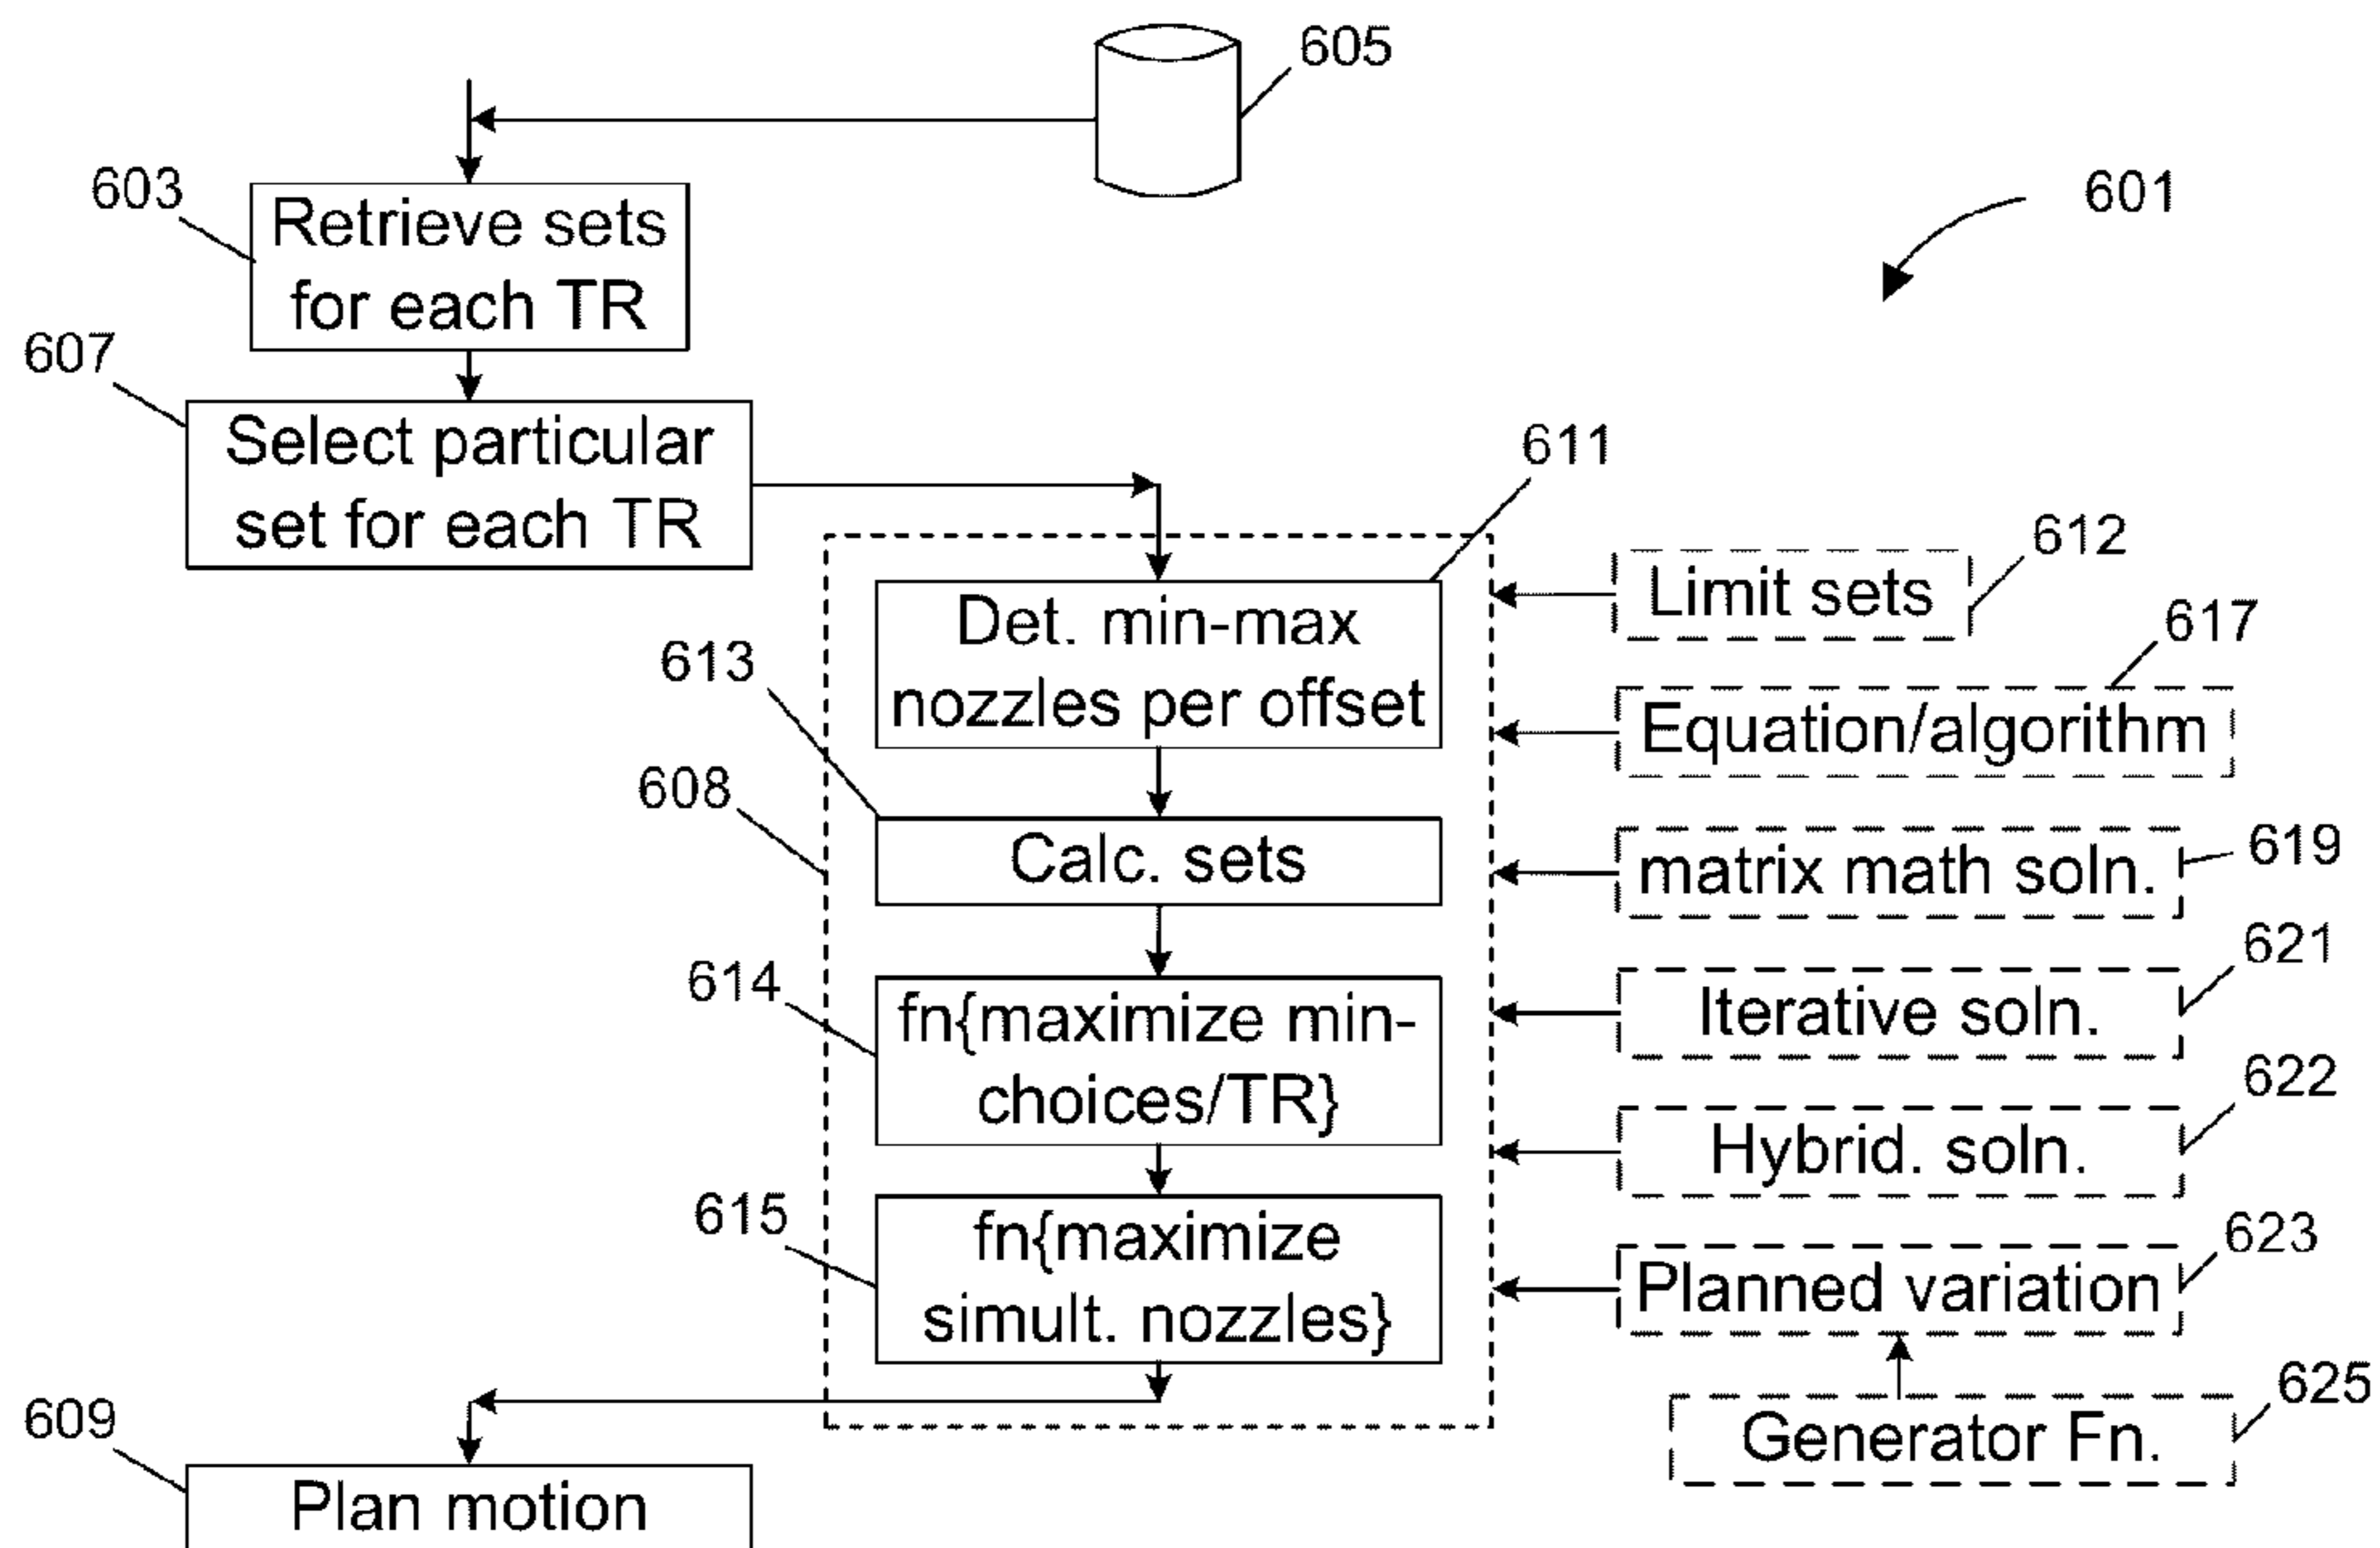 605
601
603
Retrieve sets
for each TR
607
Select particular
set for each TR
611
Det. min-max
nozzles per offset
612
Limit sets
617
Equation/algorithm
613
608
Calc. sets
619
matrix math soln.
621
Iterative soln.
614
fn{maximize min-
choices/TR}
622
Hybrid. soln.
615
fn{maximize
simult. nozzles}
623
Planned variation
625
Generator Fn.
609
Plan motion